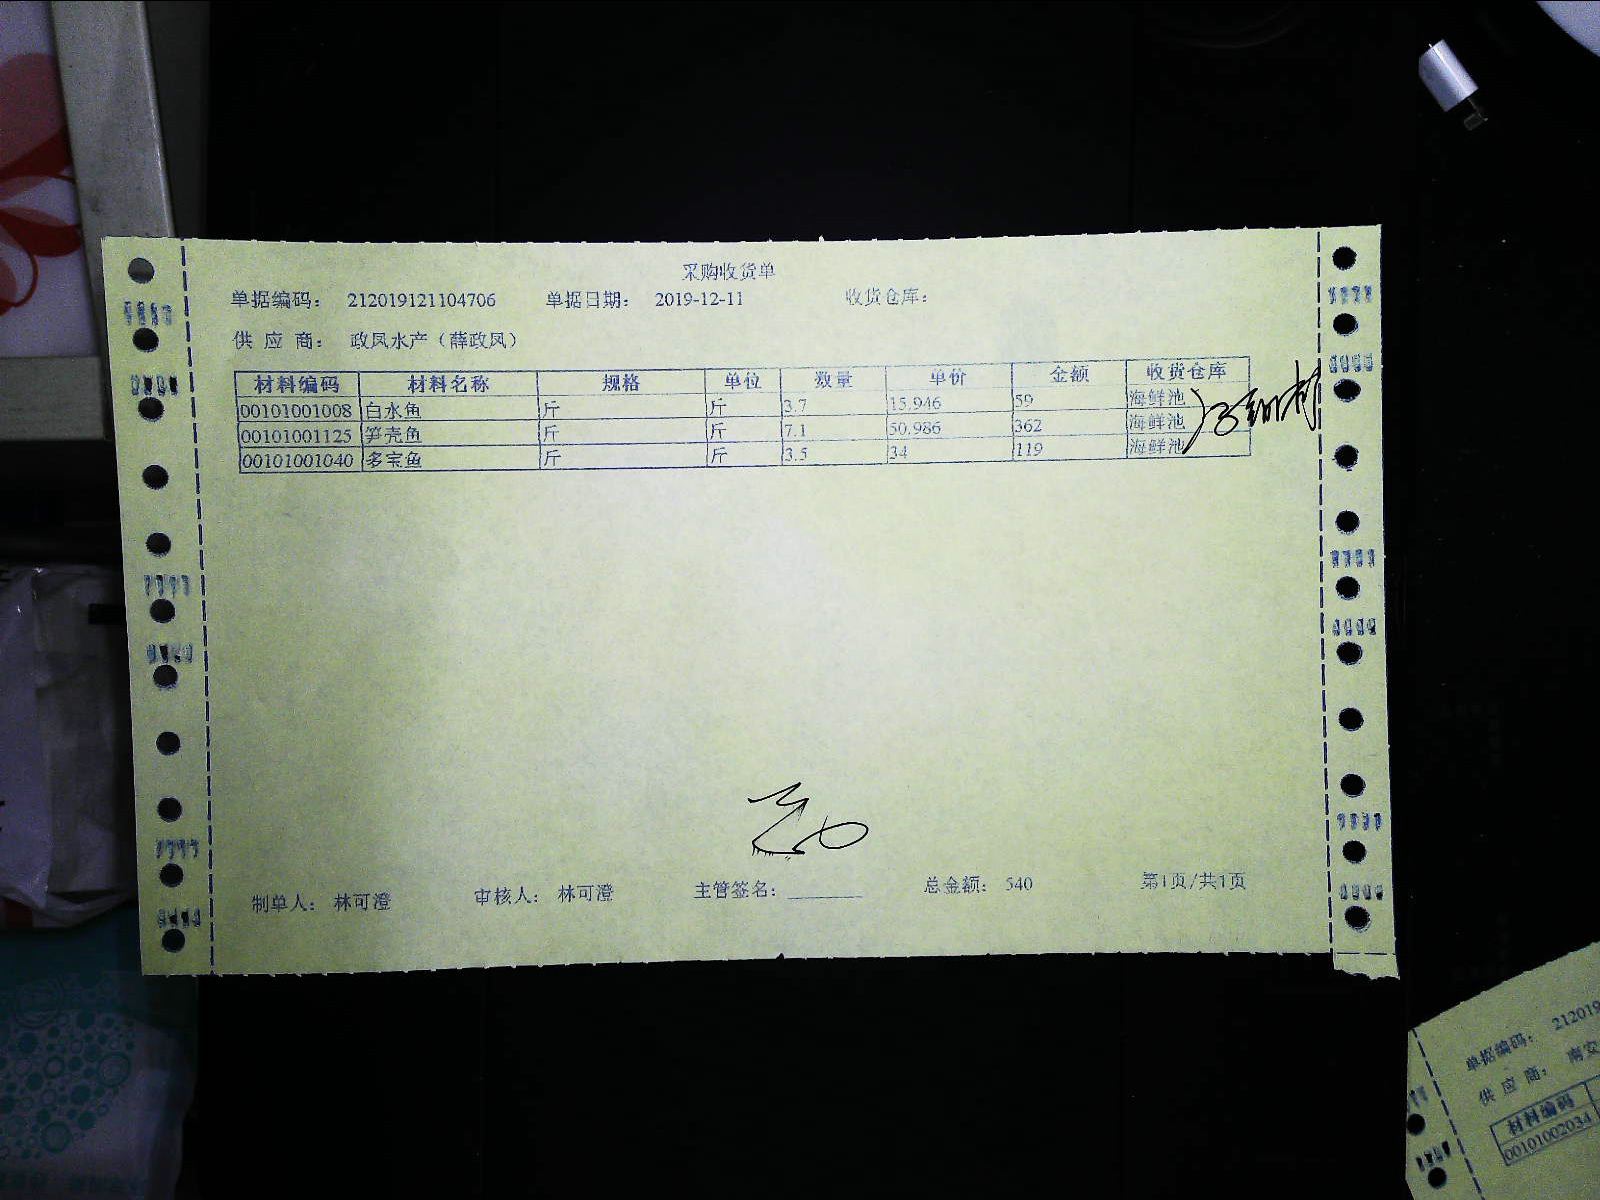 采购收货单
单据编码： 212019121104706 单据日期： 2019-12-11 收货仓库：
供 应 商： 政凤水产（薛政凤）
材料编码 材料名称 规格 单位 数量 单价 金额 收货仓库
00101001008 白水鱼 斤 斤 3.7 15.946 59 海鲜池
00101001125 笋壳鱼 斤 斤 7.1 50.986 362 海鲜池
00101001040 多宝鱼 斤 斤 3.5 34 119 海鲜池
制单人： 林可澄 审核人： 林可澄 主管签名： 总金额： 540 第1页/共1页
单据编码： 212019
供 应 商： 南安
材料编码
00101002034